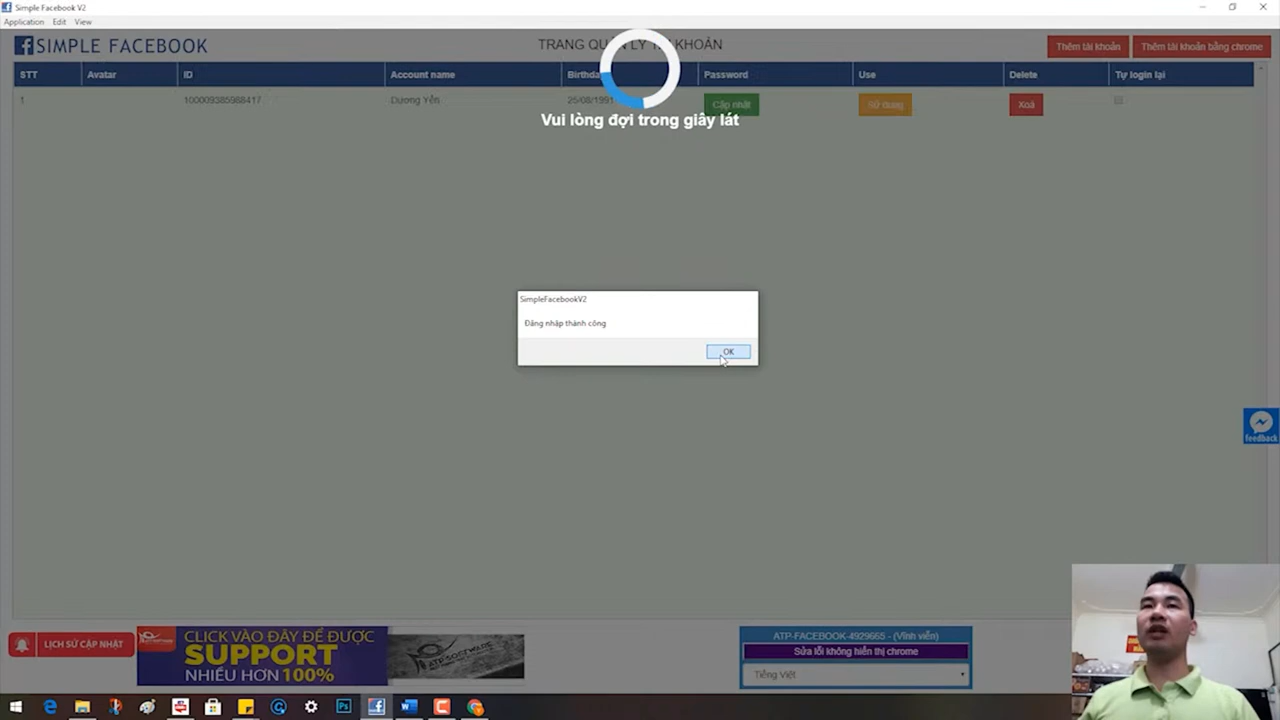 Simple Facebook V2
Application Edit View
SIMPLE FACEBOOK
TRANG QUẢN LÝ KHOẢN
Thêm tài khoản
Thêm tài khoản bằng chrome
STT Avatar ID Account name Birthday Password Use Delete Tự login lại
1 100009385988417 Dương Yến 25/08/1991 Cập nhật Sử dụng Xoá
Vui lòng đợi trong giây lát
SimpleFacebookV2
Đăng nhập thành công
OK
feedback
LỊCH SỬ CẬP NHẬT
CLICK VÀO ĐÂY ĐỂ ĐƯỢC
SUPPORT
NHIỀU HƠN 100%
ATPSOFTWARE
ATP-FACEBOOK-4929665 - (Vĩnh viễn)
Sửa lỗi không hiển thị chrome
Tiếng Việt